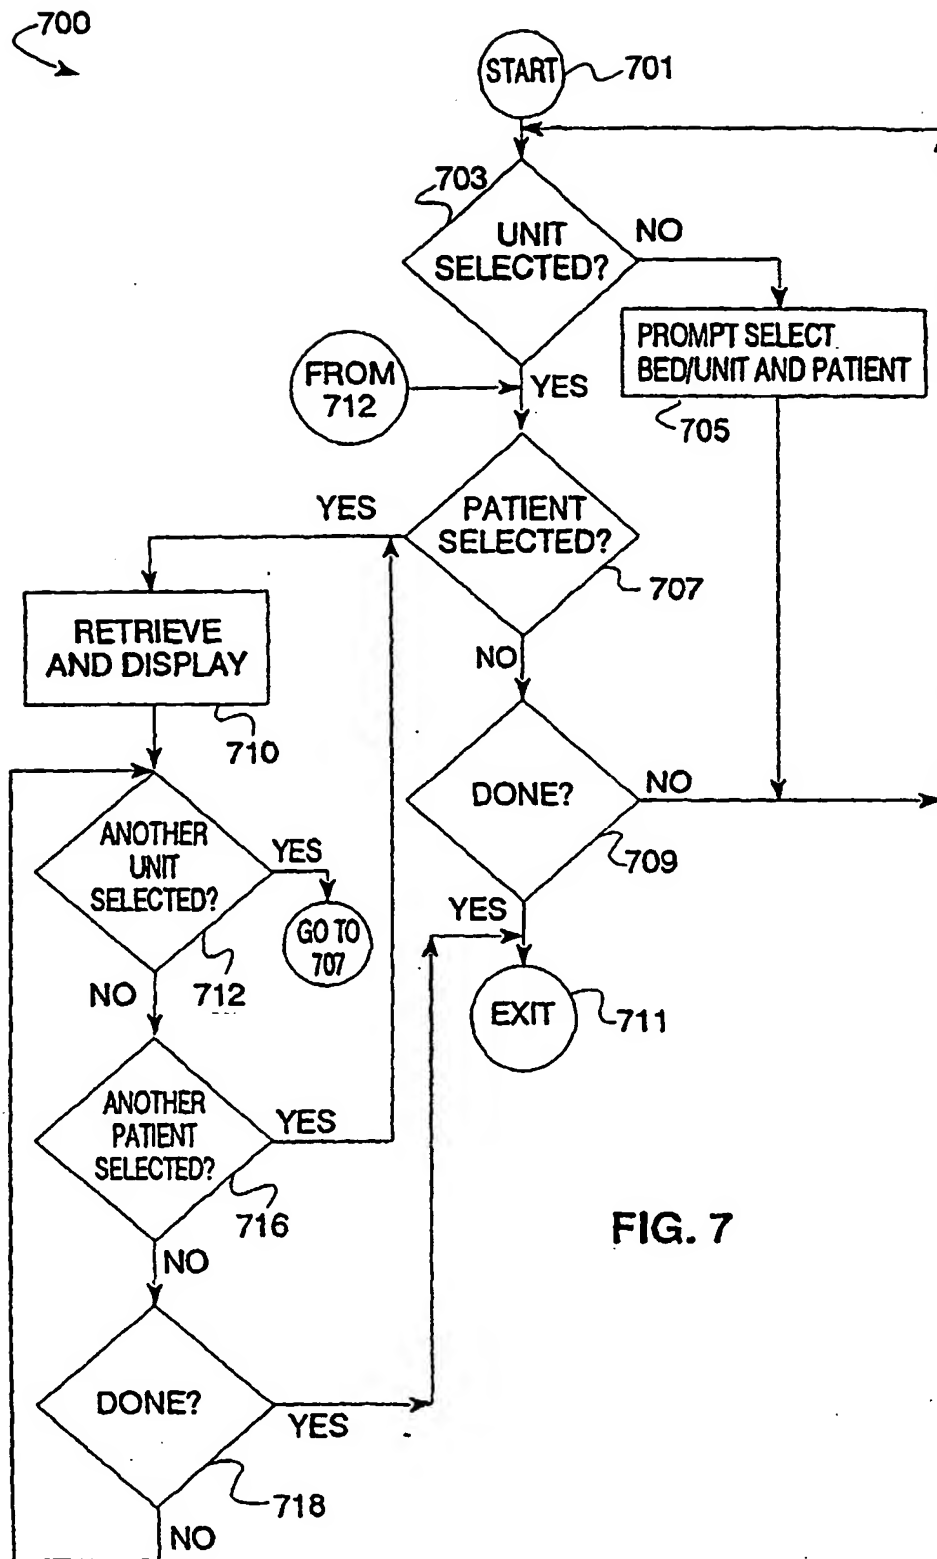 700
START
701
703
UNIT
SELECTED?
NO
PROMPT SELECT
BED/UNIT AND PATIENT
705
FROM
712
YES
PATIENT
SELECTED?
707
YES
NO
RETRIEVE
AND DISPLAY
710
DONE?
NO
709
YES
EXIT
711
ANOTHER
UNIT
SELECTED?
YES
GO TO
707
712
NO
ANOTHER
PATIENT
SELECTED?
YES
716
NO
DONE?
YES
718
NO
FIG. 7